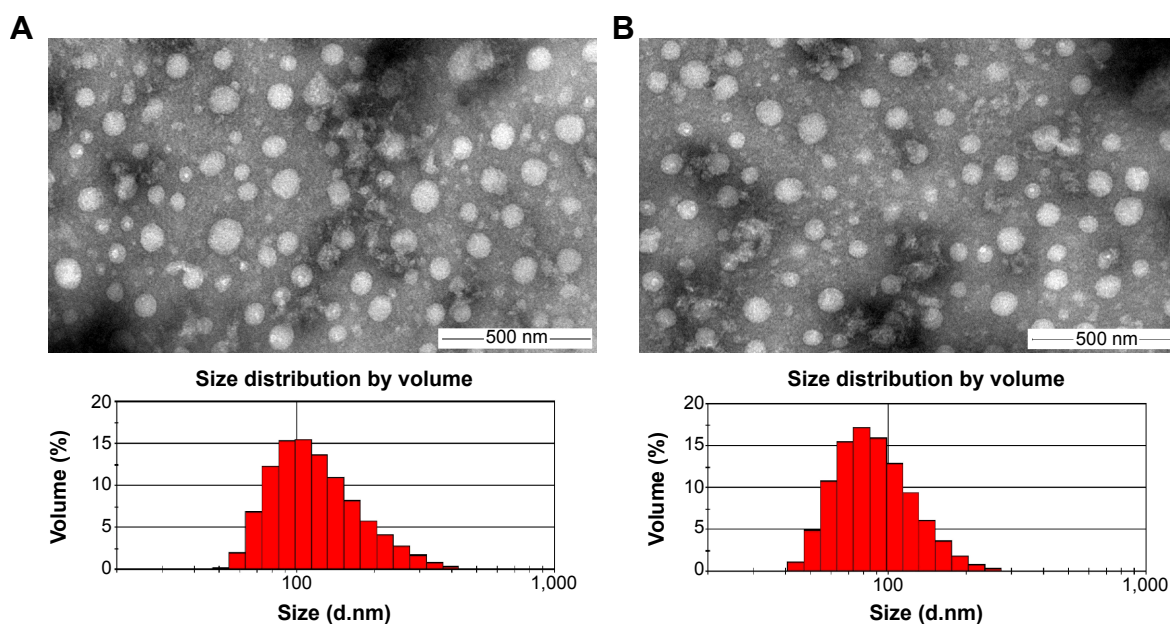 A
500 nm
Size distribution by volume
20
15
10
5
0
Volume (%)
100
1,000
Size (d.nm)
B
500 nm
Size distribution by volume
20
15
10
5
0
Volume (%)
100
1,000
Size (d.nm)